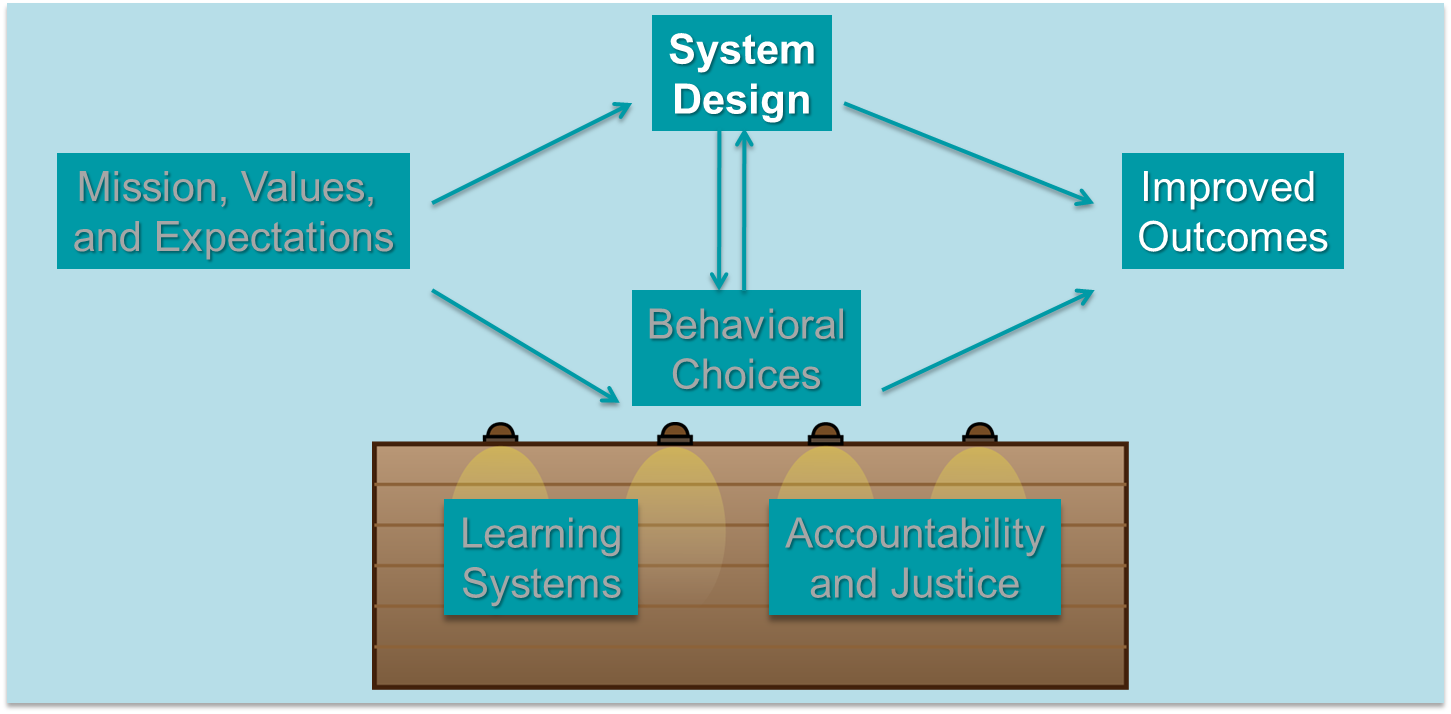 System
Design
Mission, Values,
and Expectations
Improved
Outcomes
Behavioral
Choices
Learning
Systems
Accountability
and Justice